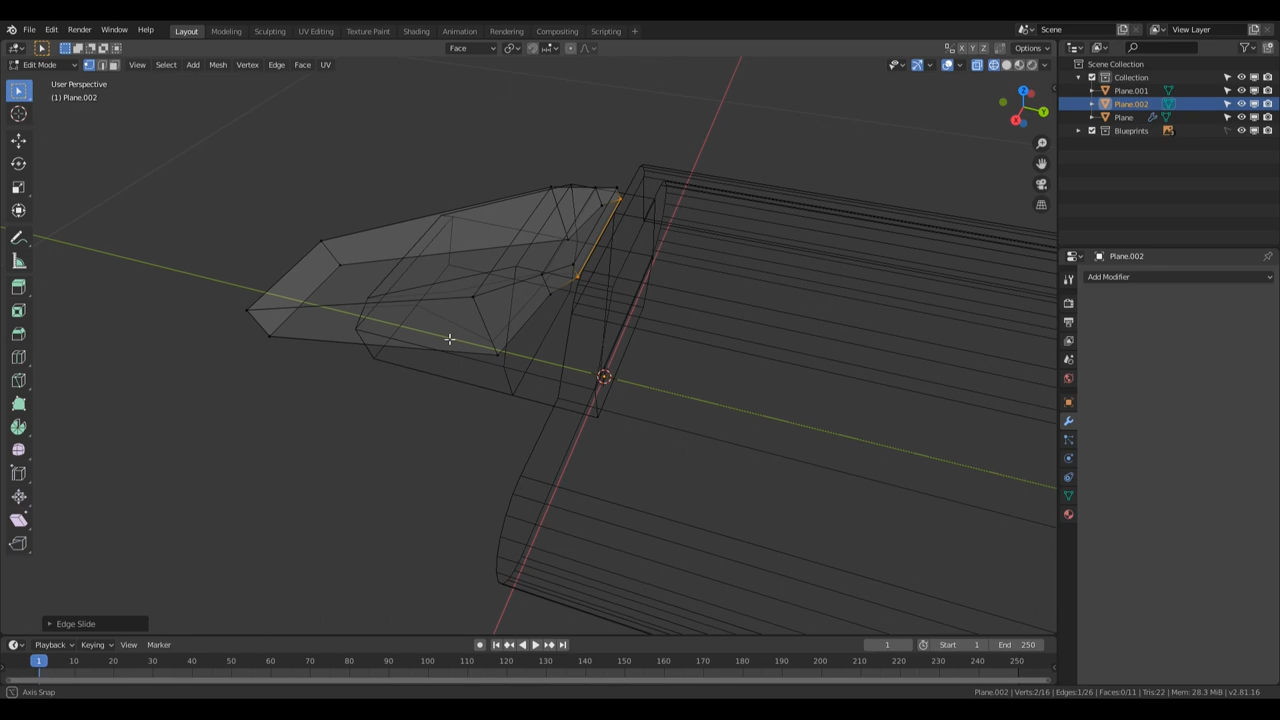 File Edit Render Window Help Layout Modeling Sculpting UV Editing Texture Paint Shading Animation Rendering Compositing Scripting + Scene View Layer
Face X Y Z Options
Edit Mode View Select Add Mesh Vertex Edge Face UV
Scene Collection
Collection
Plane.001
Plane.002
Plane
Blueprints
User Perspective
(1) Plane.002
Z
Y
X
Plane.002
Add Modifier
Edge Slide
Playback Keying View Marker 1 Start 1 End 250
1 10 20 30 40 50 60 70 80 90 100 110 120 130 140 150 160 170 180 190 200 210 220 230 240 250
Axis Snap Plane.002 | Verts:2/16 | Edges:1/26 | Faces:0/11 | Tris:22 | Mem: 28.3 MiB | v2.81.16